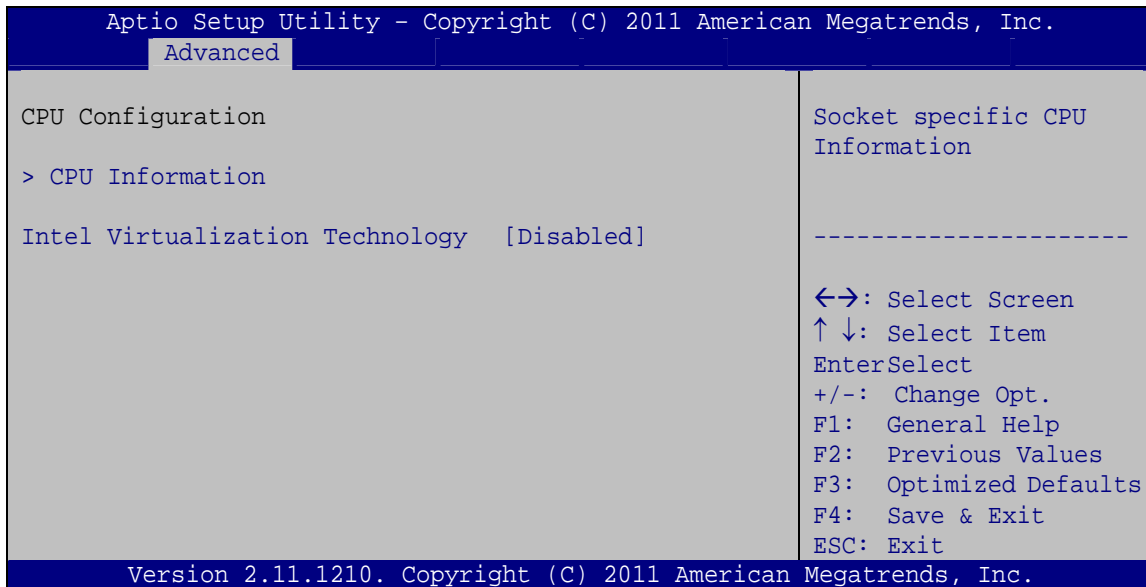 Aptio Setup Utility – Copyright (C) 2011 American Megatrends, Inc.
Advanced
CPU Configuration
> CPU Information
Intel Virtualization Technology [Disabled]
Socket specific CPU
Information
----------------------
←→: Select Screen
↑ ↓: Select Item
EnterSelect
+/-: Change Opt.
F1: General Help
F2: Previous Values
F3: Optimized Defaults
F4: Save & Exit
ESC: Exit
Version 2.11.1210. Copyright (C) 2011 American Megatrends, Inc.